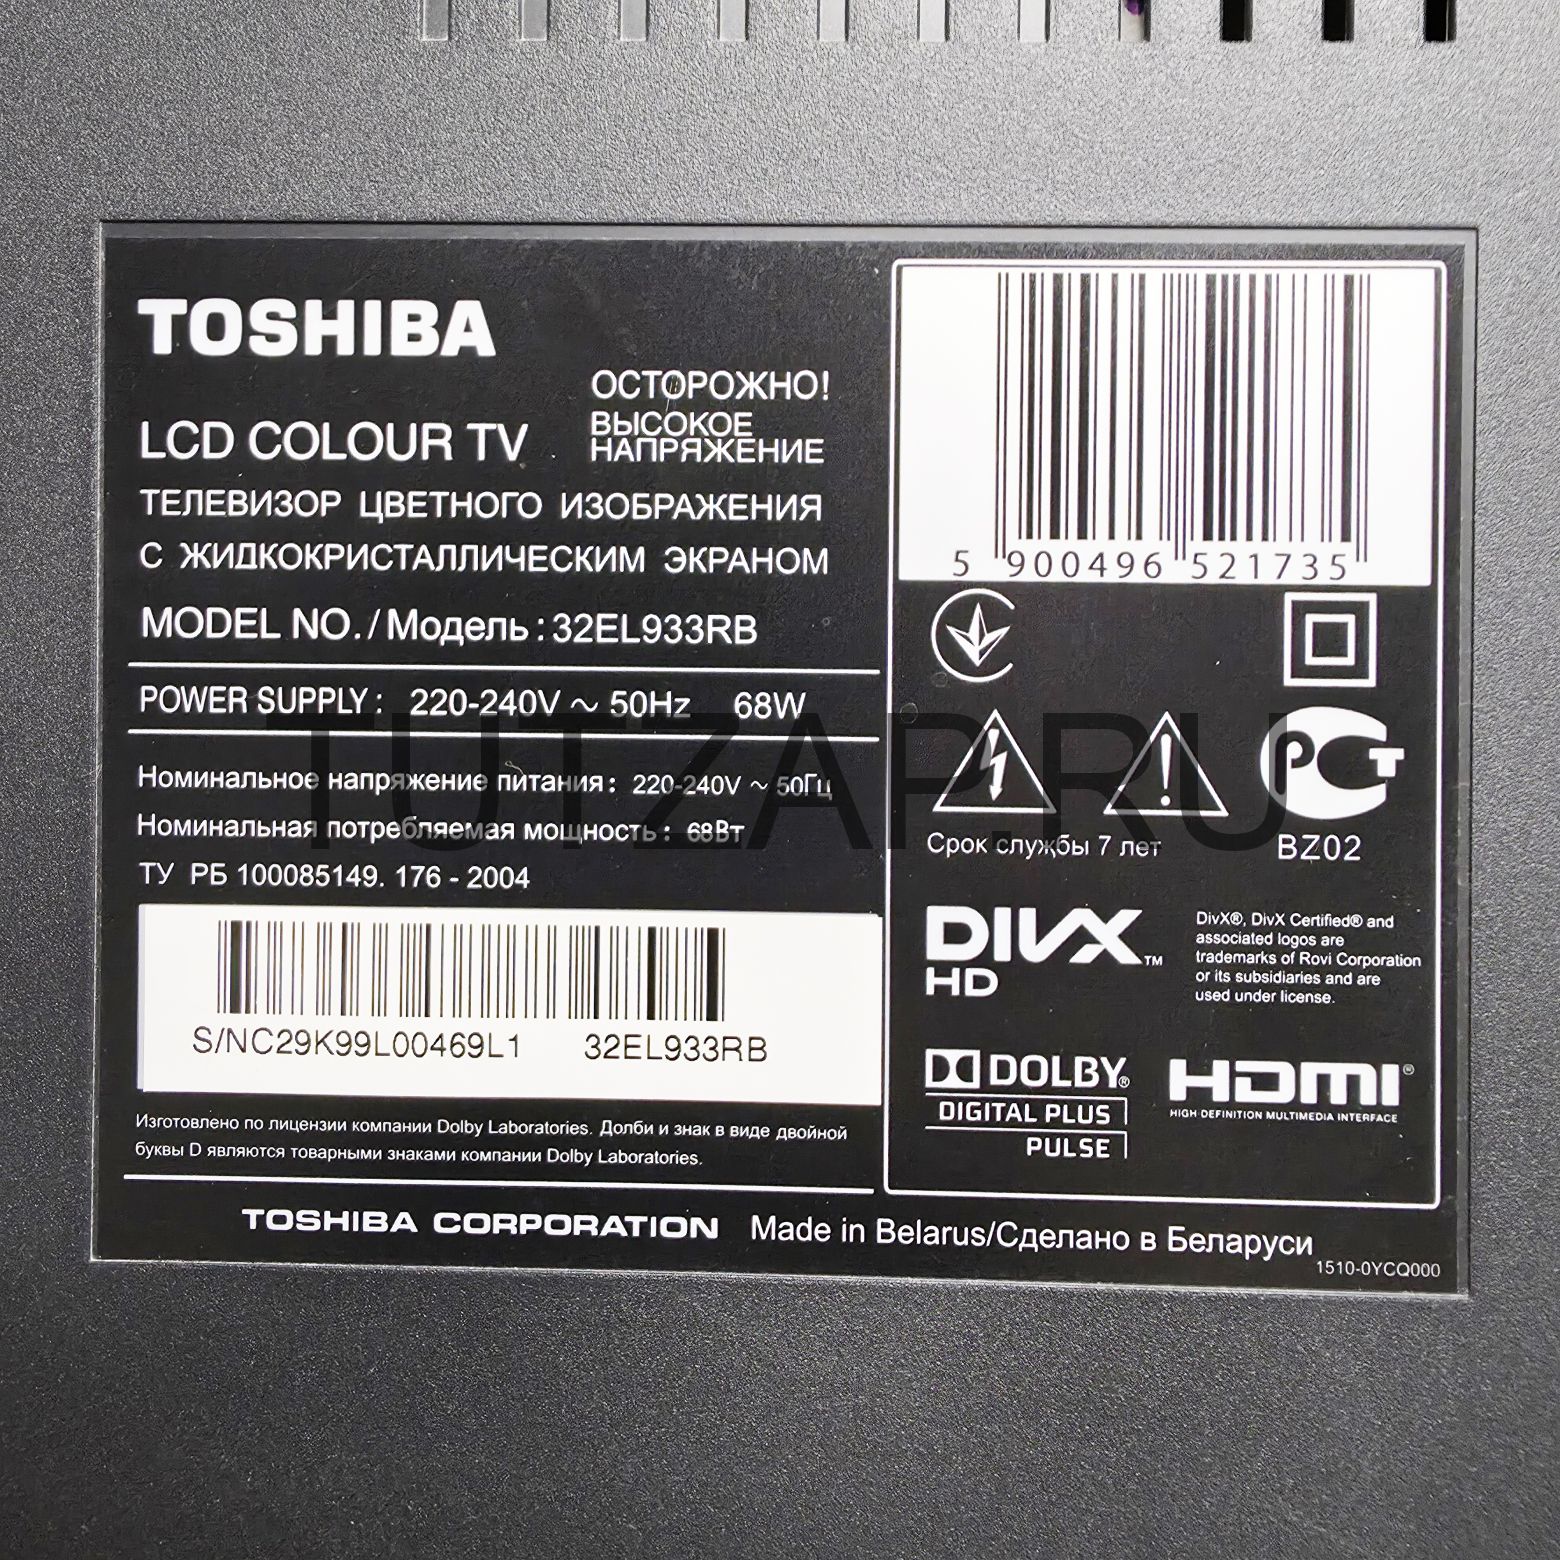 TOSHIBA
ОСТОРОЖНО!
ВЫСОКОЕ
НАПРЯЖЕНИЕ
LCD COLOUR TV
ТЕЛЕВИЗОР ЦВЕТНОГО ИЗОБРАЖЕНИЯ
С ЖИДКОКРИСТАЛЛИЧЕСКИМ ЭКРАНОМ
MODEL NO./Модель: 32EL933RB
POWER SUPPLY: 220-240V ~ 50Hz 68W
Номинальное напряжение питания: 220-240V ~ 50Гц
Номинальная потребляемая мощность: 68Вт
ТУ РБ 100085149. 176 - 2004
S/NC29K99L00469L1 32EL933RB
Изготовлено по лицензии компании Dolby Laboratories. Долби и знак в виде двойной
буквы D являются товарными знаками компании Dolby Laboratories.
5 900496 521735
РСТ
Срок службы 7 лет
BZ02
DIVX™
HD
DivX®, DivX Certified® and
associated logos are
trademarks of Rovi Corporation
or its subsidiaries and are
used under license.
DOLBY®
DIGITAL PLUS
PULSE
HDMI®
HIGH-DEFINITION MULTIMEDIA INTERFACE
TOSHIBA CORPORATION Made in Belarus/Сделано в Беларуси
1510-0YCQ000
TUTZAP.RU